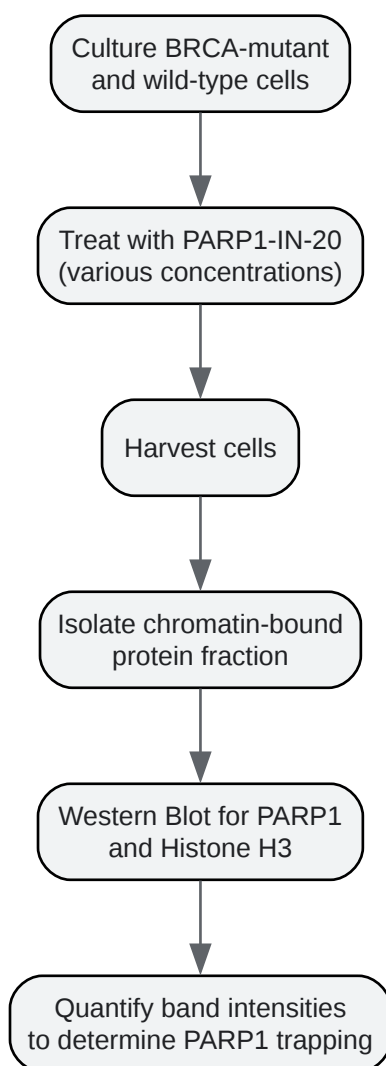 Culture BRCA-mutant
and wild-type cells
Treat with PARP1-IN-20
(various concentrations)
Harvest cells
Isolate chromatin-bound
protein fraction
Western Blot for PARP1
and Histone H3
Quantify band intensities
to determine PARP1 trapping